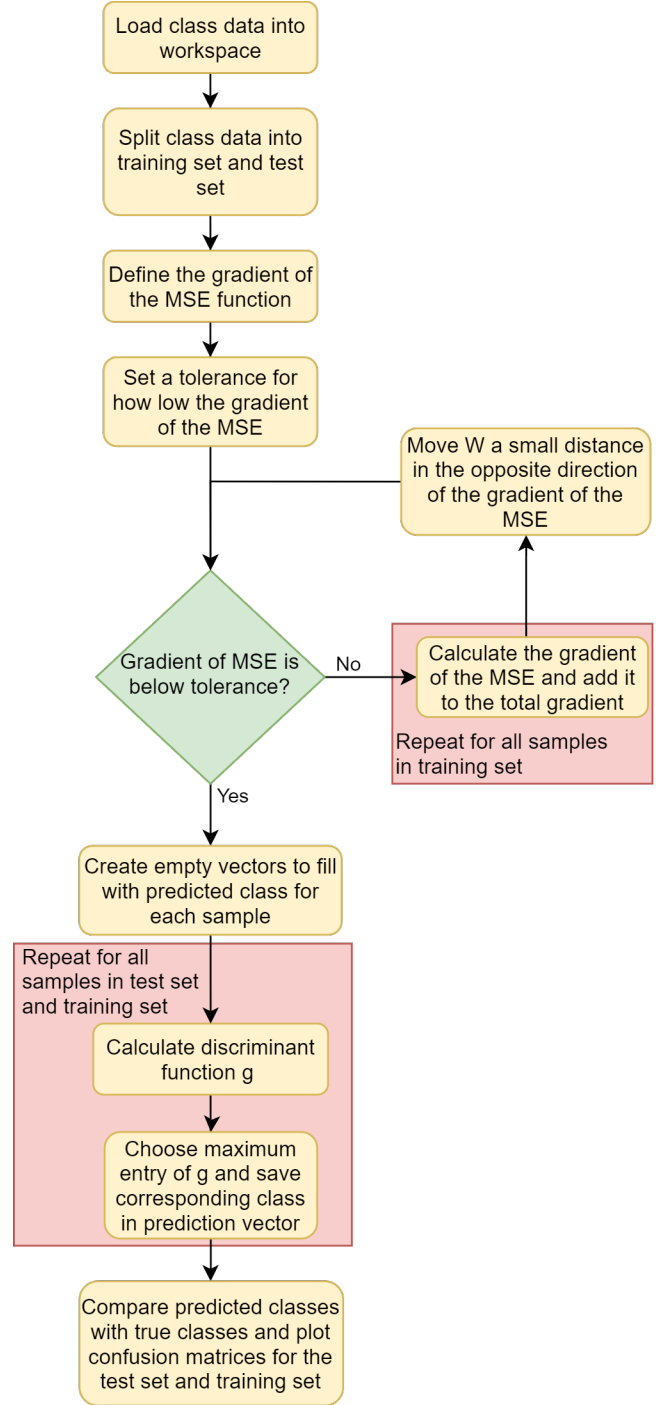 Load class data into
workspace
Split class data into
training set and test
set
Define the gradient of
the MSE function
Set a tolerance for
how low the gradient
of the MSE
Move W a small distance
in the opposite direction
of the gradient of the
MSE
Gradient of MSE is
below tolerance?
No
Calculate the gradient
of the MSE and add it
to the total gradient
Repeat for all samples
in training set
Yes
Create empty vectors to fill
with predicted class for
each sample
Repeat for all
samples in test set
and training set
Calculate discriminant
function g
Choose maximum
entry of g and save
corresponding class
in prediction vector
Compare predicted classes
with true classes and plot
confusion matrices for the
test set and training set